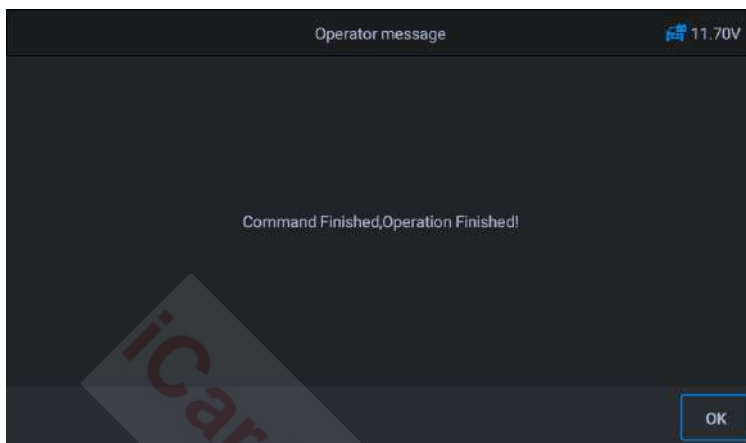 Operator message
11.70V
Command Finished,Operation Finished!
iCar
OK